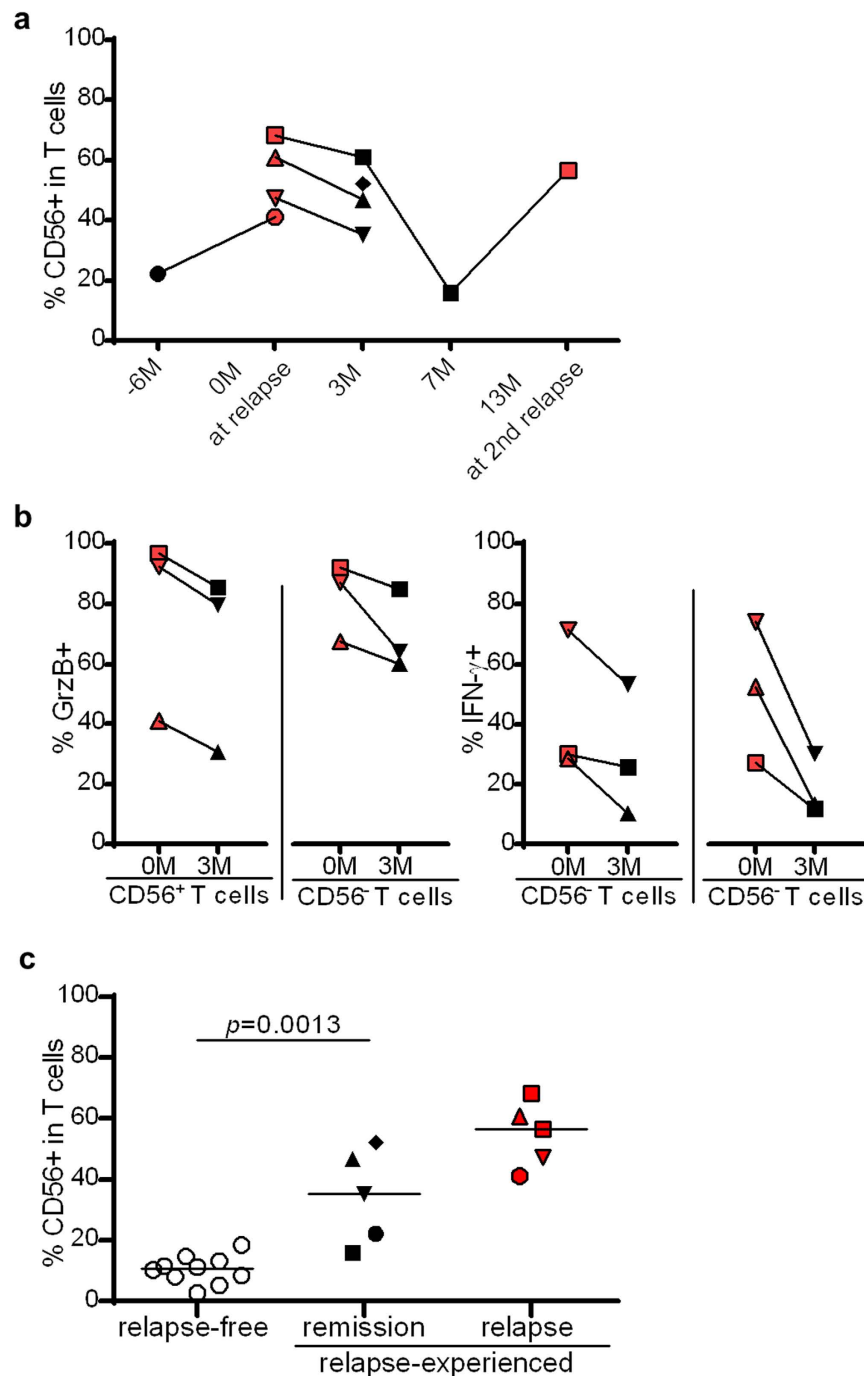 a
% CD56+ in T cells
100
80
60
40
20
0
-6M
0M
at relapse
3M
7M
13M
at 2nd relapse
b
% GrzB+
100
80
60
40
20
0
0M 3M 0M 3M
CD56+ T cells CD56- T cells
% IFN-γ+
100
80
60
40
20
0
0M 3M 0M 3M
CD56- T cells CD56- T cells
c
% CD56+ in T cells
100
80
60
40
20
0
p=0.0013
relapse-free remission relapse
relapse-experienced